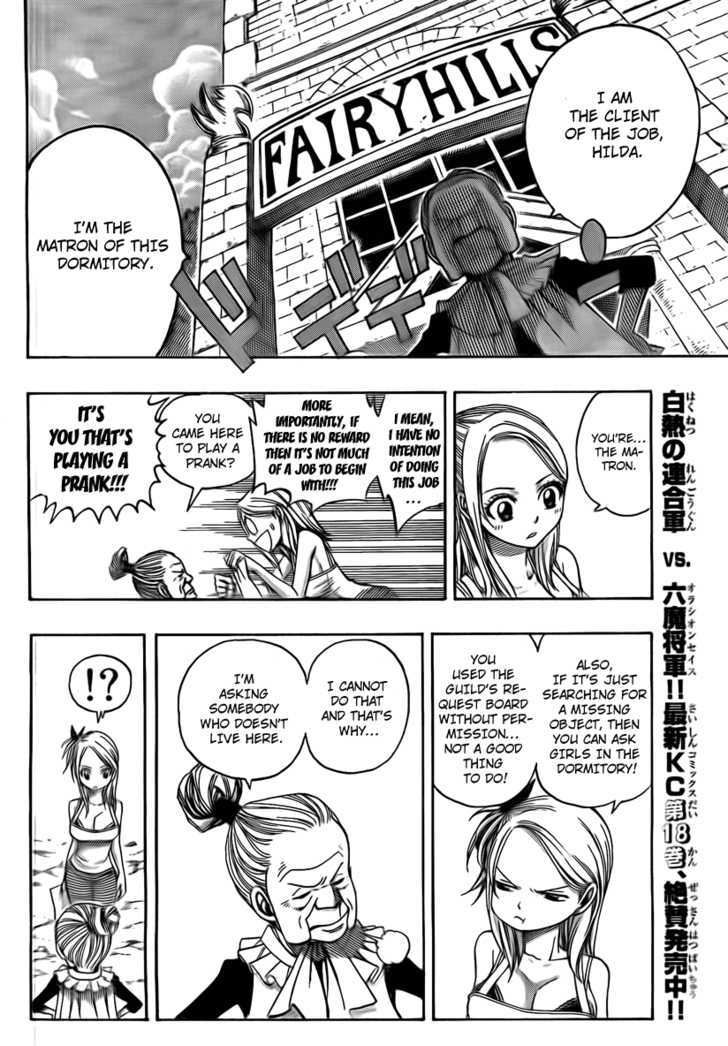 I AM
THE CLIENT
OF THE JOB,
HILDA.
FAIRYHILLS
I'M THE
MATRON OF THIS
DORMITORY.
ド
デデーン
YOU'RE...
THE MA-
TRON.
I MEAN,
I HAVE NO
INTENTION
OF DOING
THIS JOB
...
MORE
IMPORTANTLY, IF
THERE IS NO REWARD
THEN IT'S NOT MUCH
OF A JOB TO BEGIN
WITH!!!
YOU
CAME HERE
TO PLAY A
PRANK?
IT'S
YOU THAT'S
PLAYING A
PRANK!!!
ALSO,
IF IT'S JUST
SEARCHING FOR
A MISSING
OBJECT, THEN
YOU CAN ASK
GIRLS IN THE
DORMITORY!
YOU
USED THE
GUILD'S RE-
QUEST BOARD
WITHOUT PER-
MISSION...
NOT A GOOD
THING
TO DO!
I CANNOT
DO THAT
AND THAT'S
WHY...
I'M
ASKING
SOMEBODY
WHO DOESN'T
LIVE HERE.
!?
白熱の連合軍 vs. 六魔将軍!!最新KC第18巻、絶賛発売中!!
はくねつ れんごうぐん オラシオンセイス さいしん コミックス だい かん ぜっさんはつばいちゅう